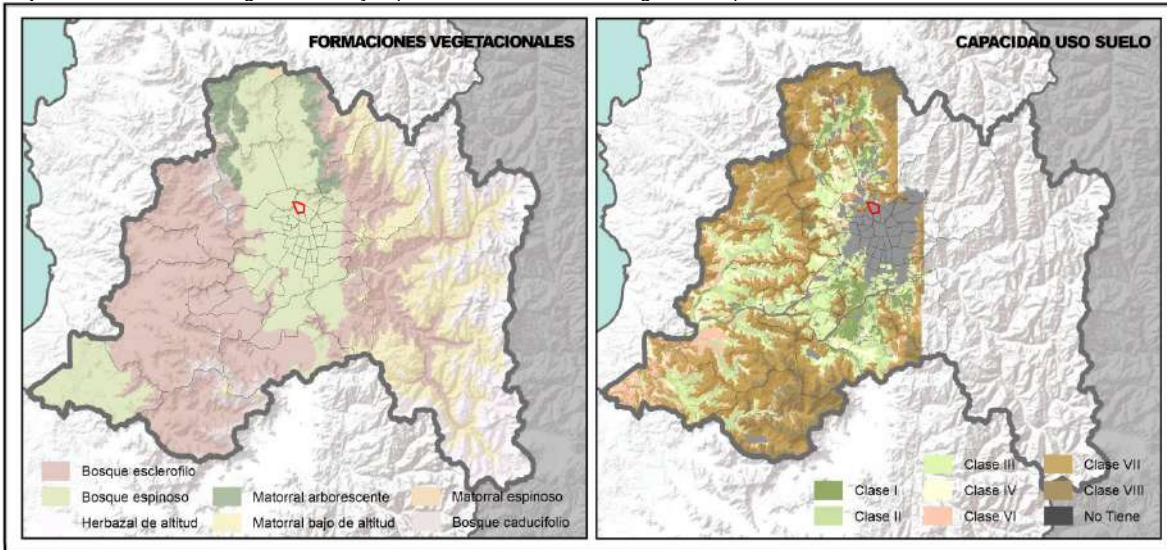 FORMACIONES VEGETACIONALES
Bosque esclerofilo
Bosque espinoso
Matorral arborescente
Matorral espinoso
Herbazal de altitud
Matorral bajo de altitud
Bosque caducifolio
CAPACIDAD USO SUELO
Clase III
Clase VII
Clase I
Clase IV
Clase VIII
Clase II
Clase VI
No Tiene